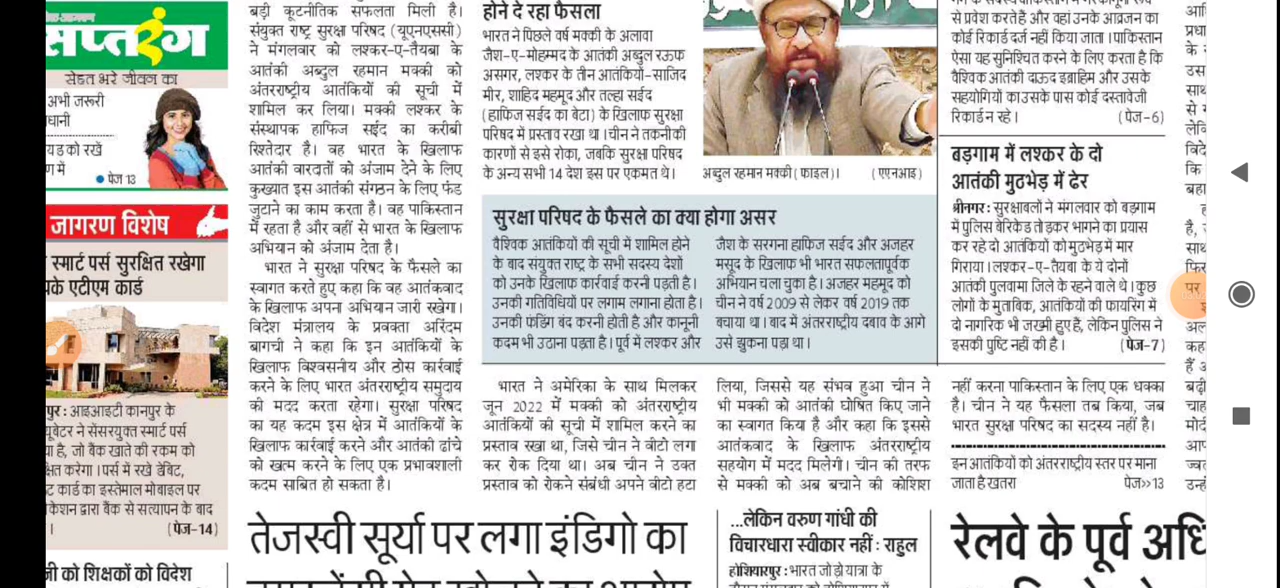 सप्तरंग
सेहत भरे जीवन का
अभी जरूरी
पेज 13
जागरण विशेष
स्मार्ट पर्स सुरक्षित रखेगा
के एटीएम कार्ड
पुर : आइआइटी कानपुर के
ने सेंसरयुक्त स्मार्ट पर्स
है, जो बैंक खाते की रकम को
करेगा। पर्स में रखे डेबिट,
कार्ड का इस्तेमाल मोबाइल पर
द्वारा बैंक से सत्यापन के बाद
(पेज-14)
को शिक्षकों को विदेश
बड़ी कूटनीतिक सफलता मिली है।
संयुक्त राष्ट्र सुरक्षा परिषद (यूएनएससी)
ने मंगलवार को लश्कर-ए-तैयबा के
आतंकी अब्दुल रहमान मक्की को
अंतरराष्ट्रीय आतंकियों की सूची में
शामिल कर लिया। मक्की लश्कर के
संस्थापक हाफिज सईद का करीबी
रिश्तेदार है। वह भारत के खिलाफ
आतंकी वारदातों को अंजाम देने के लिए
कुख्यात इस आतंकी संगठन के लिए फंड
जुटाने का काम करता है। वह पाकिस्तान
में रहता है और वहीं से भारत के खिलाफ
अभियान को अंजाम देता है।
भारत ने सुरक्षा परिषद के फैसले का
स्वागत करते हुए कहा कि वह आतंकवाद
के खिलाफ अपना अभियान जारी रखेगा।
विदेश मंत्रालय के प्रवक्ता अरिंदम
बागची ने कहा कि इन आतंकियों के
खिलाफ विश्वसनीय और ठोस कार्रवाई
करने के लिए भारत अंतरराष्ट्रीय समुदाय
की मदद करता रहेगा। सुरक्षा परिषद
का यह कदम इस क्षेत्र में आतंकियों के
खिलाफ कार्रवाई करने और आतंकी ढांचे
को खत्म करने के लिए एक प्रभावशाली
कदम साबित हो सकता है।
होने दे रहा फैसला
भारत ने पिछले वर्ष मक्की के अलावा
जैश-ए-मोहम्मद के आतंकी अब्दुल रऊफ
असगर, लश्कर के तीन आतंकियों-साजिद
मीर, शाहिद महमूद और तल्हा सईद
(हाफिज सईद का बेटा) के खिलाफ सुरक्षा
परिषद में प्रस्ताव रखा था। चीन ने तकनीकी
कारणों से इसे रोका, जबकि सुरक्षा परिषद
के अन्य सभी 14 देश इस पर एकमत थे।
अब्दुल रहमान मक्की (फाइल)। (एएनआइ)
सुरक्षा परिषद के फैसले का क्या होगा असर
वैश्विक आतंकियों की सूची में शामिल होने
के बाद संयुक्त राष्ट्र के सभी सदस्य देशों
को उनके खिलाफ कार्रवाई करनी पड़ती है।
उनकी गतिविधियों पर लगाम लगाना होता है।
उनकी फंडिंग बंद करनी होती है और कानूनी
कदम भी उठाना पड़ता है। पूर्व में लश्कर और
जैश के सरगना हाफिज सईद और अजहर
मसूद के खिलाफ भी भारत सफलतापूर्वक
अभियान चला चुका है। अजहर महमूद को
चीन ने वर्ष 2009 से लेकर वर्ष 2019 तक
बचाया था। बाद में अंतरराष्ट्रीय दबाव के आगे
उसे झुकना पड़ा था।
भारत ने अमेरिका के साथ मिलकर
जून 2022 में मक्की को अंतरराष्ट्रीय
आतंकियों की सूची में शामिल करने का
प्रस्ताव रखा था, जिसे चीन ने वीटो लगा
कर रोक दिया था। अब चीन ने उक्त
प्रस्ताव को रोकने संबंधी अपने वीटो हटा
लिया, जिससे यह संभव हुआ चीन ने
भी मक्की को आतंकी घोषित किए जाने
का स्वागत किया है और कहा कि इससे
आतंकवाद के खिलाफ अंतरराष्ट्रीय
सहयोग में मदद मिलेगी। चीन की तरफ
से मक्की को अब बचाने की कोशिश
नहीं करना पाकिस्तान के लिए एक धक्का
है। चीन ने यह फैसला तब किया, जब
भारत सुरक्षा परिषद का सदस्य नहीं है।
इन आतंकियों को अंतरराष्ट्रीय स्तर पर माना
जाता है खतरा पेज>>13
से प्रवेश करते है और वहां उनके आव्रजन का
कोई रिकार्ड दर्ज नहीं किया जाता। पाकिस्तान
ऐसा यह सुनिश्चित करने के लिए करता है कि
वैश्विक आतंकी दाऊद इब्राहिम और उसके
सहयोगियों का उसके पास कोई दस्तावेजी
रिकार्ड न रहे। (पेज-6)
बड़गाम में लश्कर के दो
आतंकी मुठभेड़ में ढेर
श्रीनगर : सुरक्षाबलों ने मंगलवार को बड़गाम
में पुलिस बेरिकेड तोड़कर भागने का प्रयास
कर रहे दो आतंकियों को मुठभेड़ में मार
गिराया। लश्कर-ए-तैयबा के ये दोनों
आतंकी पुलवामा जिले के रहने वाले थे। कुछ
लोगों के मुताबिक, आतंकियों की फायरिंग में
दो नागरिक भी जख्मी हुए है, लेकिन पुलिस ने
इसकी पुष्टि नहीं की है। (पेज-7)
तेजस्वी सूर्या पर लगा इंडिगो का
...लेकिन वरुण गांधी की
विचारधारा स्वीकार नहीं : राहुल
होशियारपुर : भारत जोड़ो यात्रा के
रेलवे के पूर्व अधि